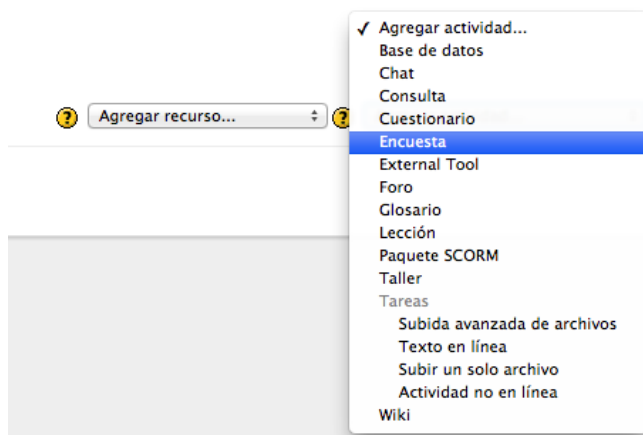 ✓ Agregar actividad...
Base de datos
Chat
Consulta
? Agregar recurso... ?
Cuestionario
Encuesta
External Tool
Foro
Glosario
Lección
Paquete SCORM
Taller
Tareas
Subida avanzada de archivos
Texto en línea
Subir un solo archivo
Actividad no en línea
Wiki